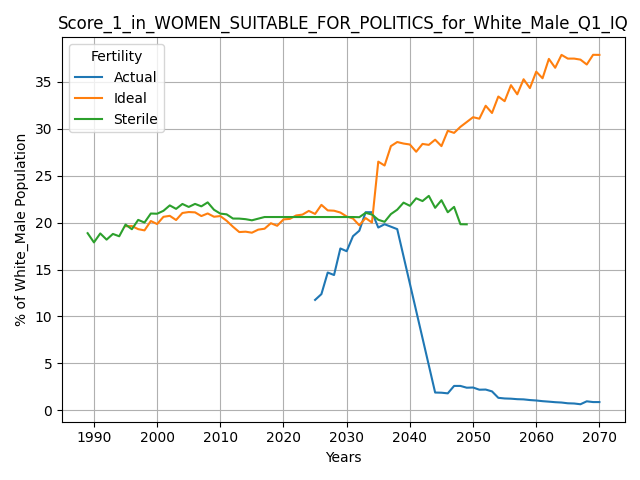 Score_1_in_WOMEN_SUITABLE_FOR_POLITICS_for_White_Male_Q1_IQ
Fertility
Actual
Ideal
Sterile
% of White_Male Population
35
30
25
20
15
10
5
0
1990 2000 2010 2020 2030 2040 2050 2060 2070
Years